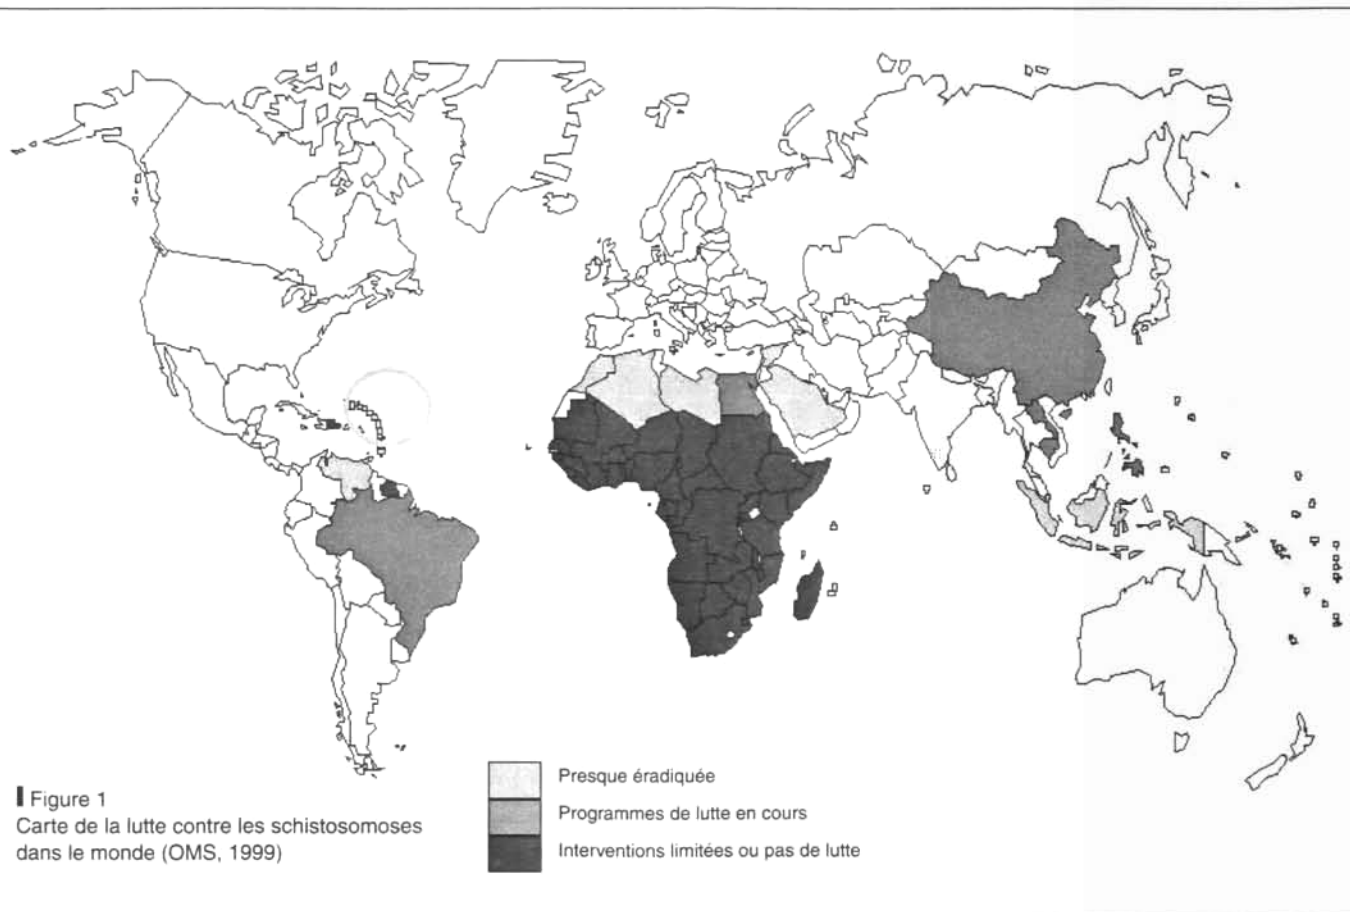 Presque éradiquée
Programmes de lutte en cours
Interventions limitées ou pas de lutte
Figure 1
Carte de la lutte contre les schistosomoses
dans le monde (OMS, 1999)